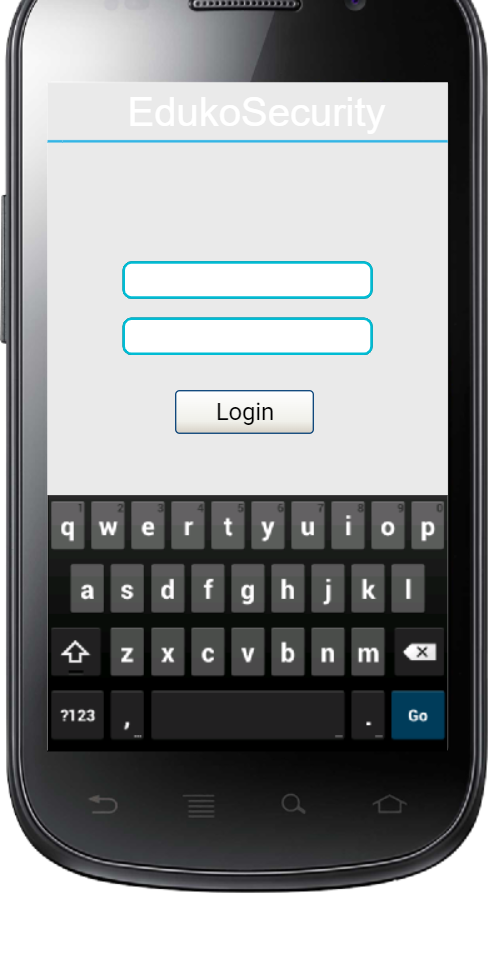 EdukoSecurity
Login
1 2 3 4 5 6 7 8 9 0
q w e r t y u i o p
a s d f g h j k l
z x c v b n m
?123 , . Go